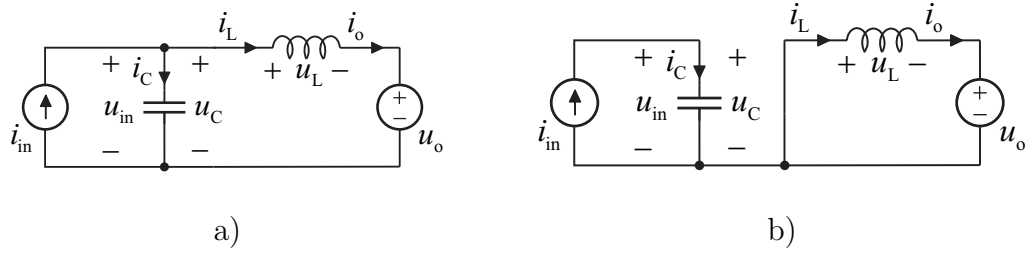 i_L i_o i_L i_o
+ i_C + + u_L − + i_C + + u_L −
u_in u_C + − u_in u_C + −
i_in u_o i_in u_o
− − − −
a) b)